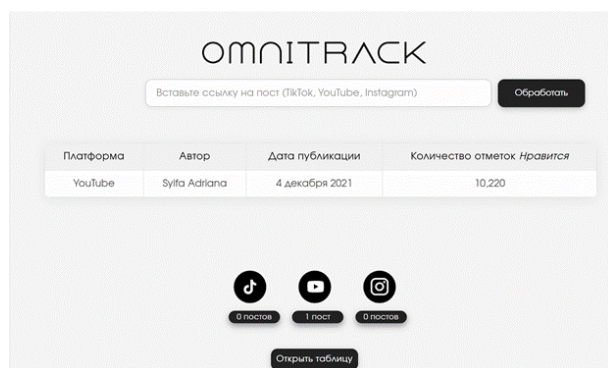 OMNITRACK
Вставьте ссылку на пост (TikTok, YouTube, Instagram)
Обработать
Платформа Автор Дата публикации Количество отметок Нравится
YouTube Syifa Adriana 4 декабря 2021 10,220
0 постов 1 пост 0 постов
Открыть таблицу